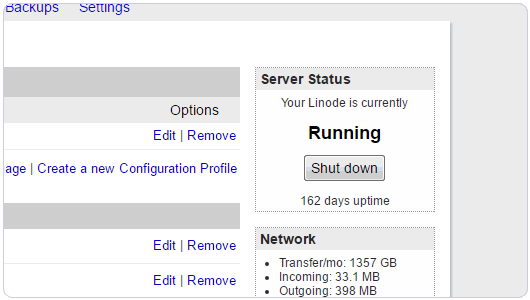 Backups Settings
Options
Edit | Remove
age | Create a new Configuration Profile
Edit | Remove
Edit | Remove
Server Status
Your Linode is currently
Running
Shut down
162 days uptime
Network
Transfer/mo: 1357 GB
Incoming: 33.1 MB
Outgoing: 398 MB